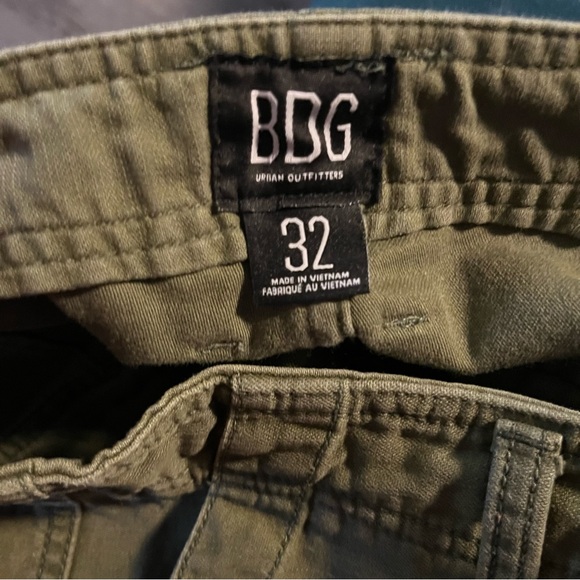 BDG
URBAN OUTFITTERS
32
MADE IN VIETNAM
FABRIQUÉ AU VIETNAM